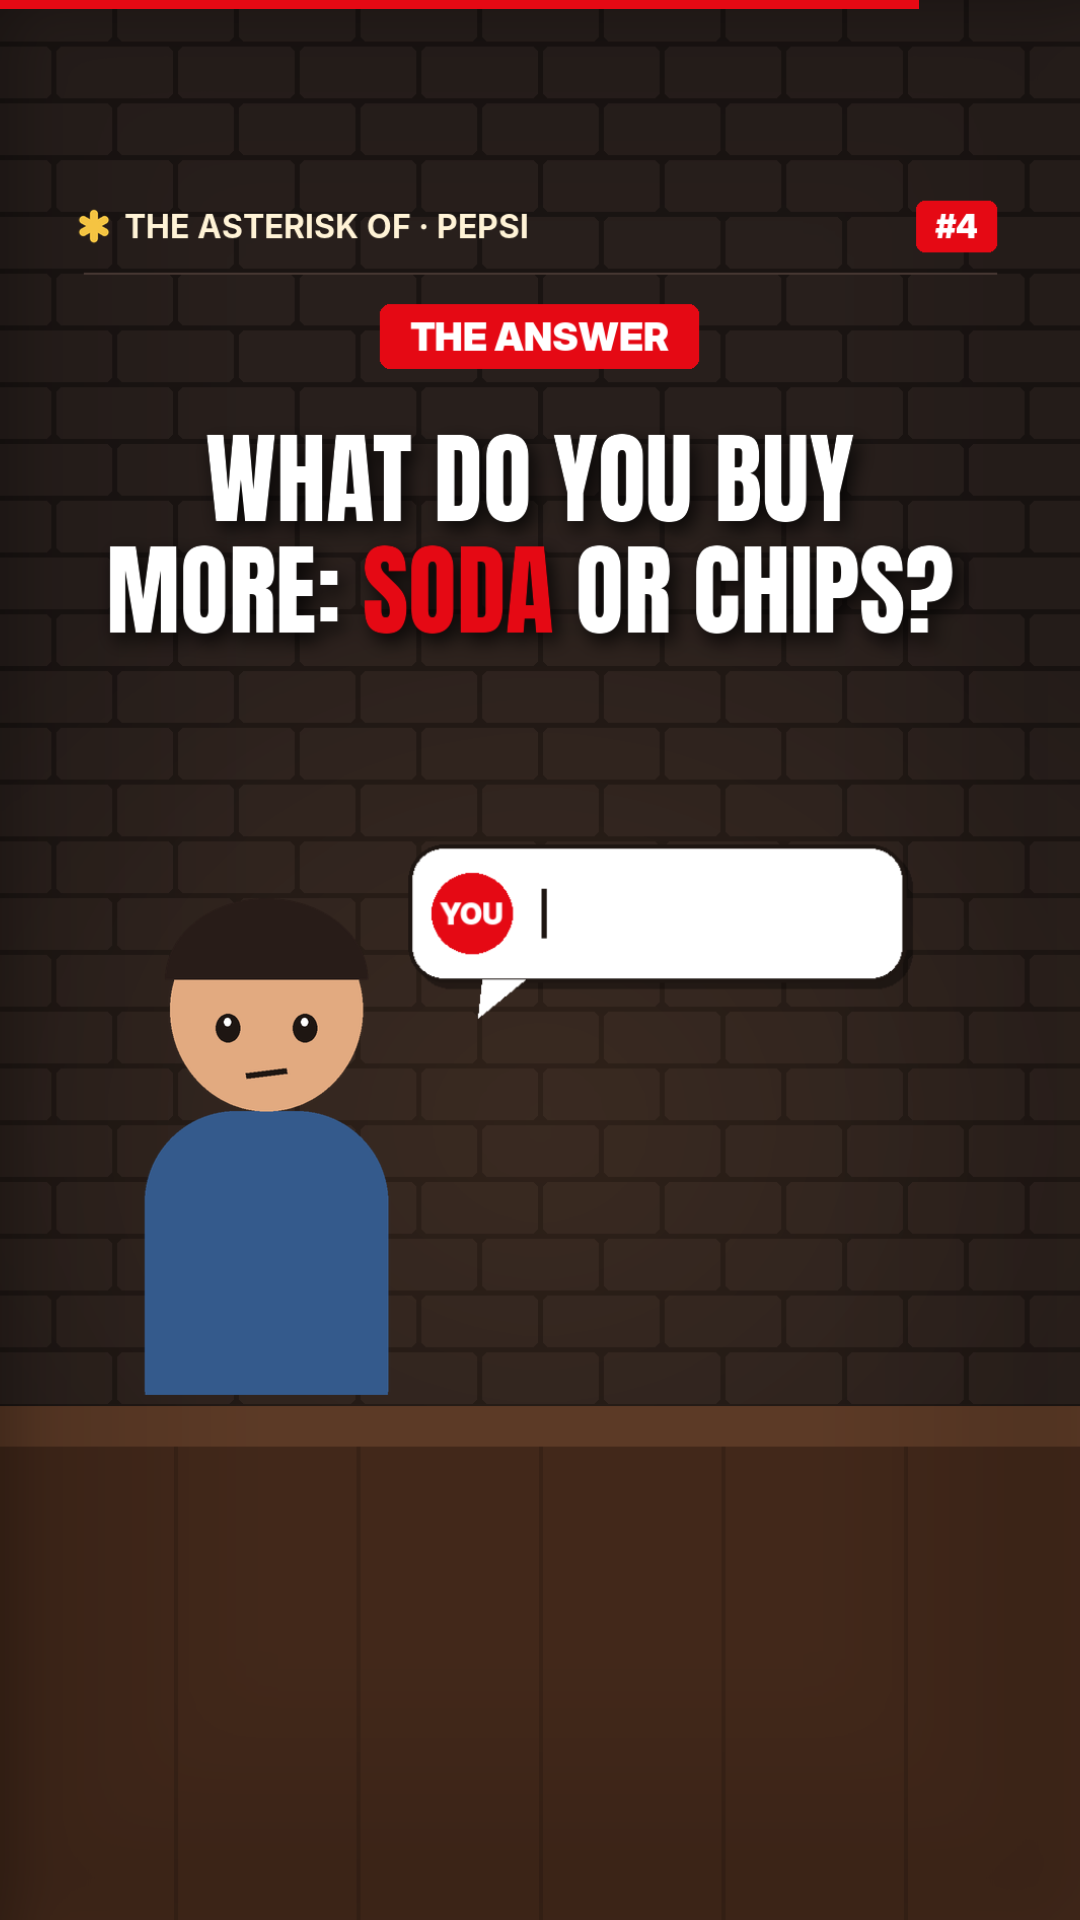 THE ASTERISK OF · PEPSI
#4
THE ANSWER
WHAT DO YOU BUY
MORE: SODA OR CHIPS?
YOU